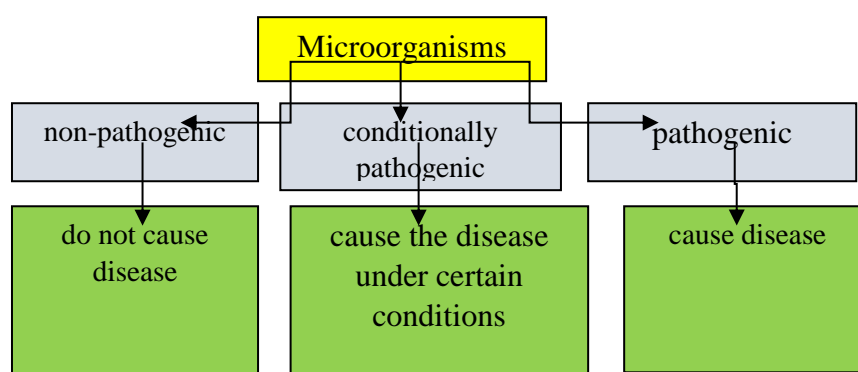 Microorganisms
non-pathogenic
conditionally
pathogenic
pathogenic
do not cause
disease
cause the disease
under certain
conditions
cause disease